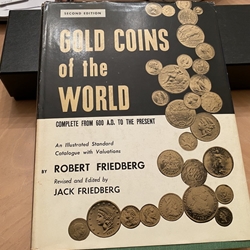 SECOND EDITION
GOLD COINS
of the
WORLD
COMPLETE FROM 600 A.D. TO THE PRESENT
An Illustrated Standard
Catalogue with Valuations
BY ROBERT FRIEDBERG
Revised and Edited by
JACK FRIEDBERG